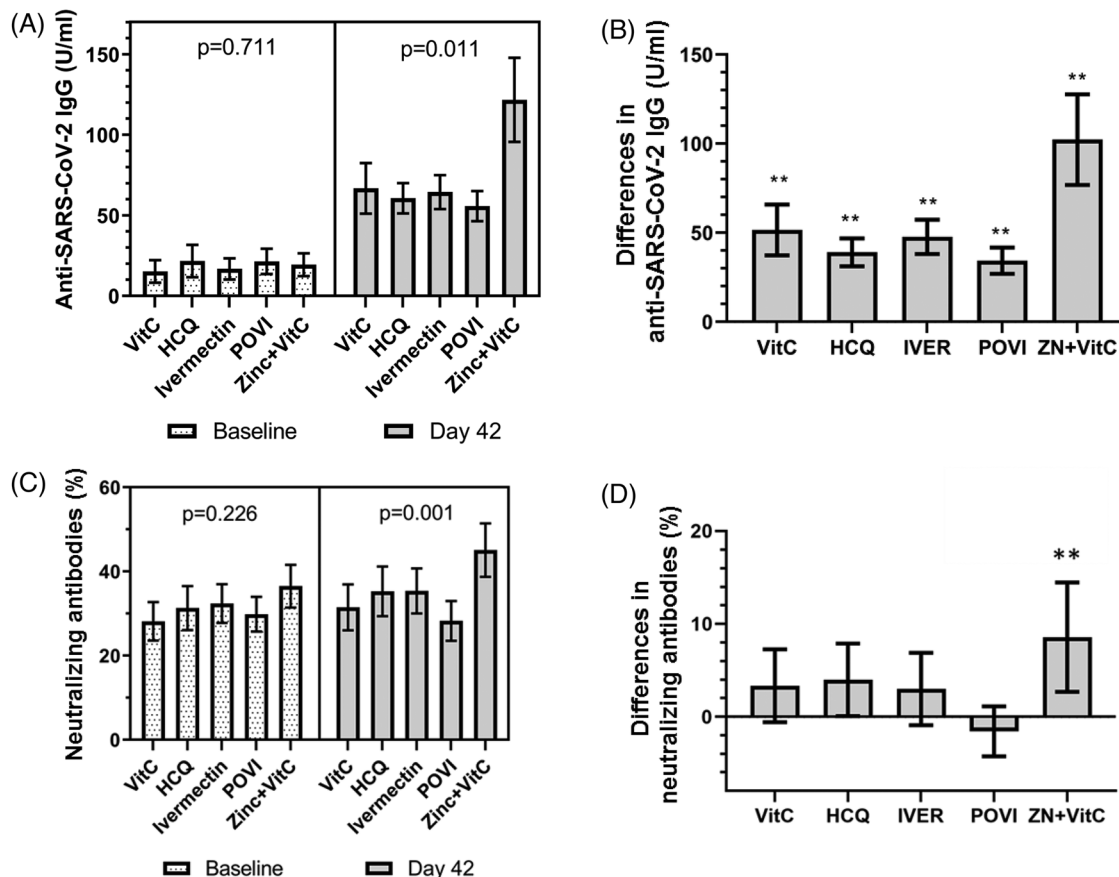 (A)
Anti-SARS-CoV-2 IgG (U/ml)
150
100
50
0
p=0.711
p=0.011
VitC
HCQ
Ivermectin
POVI
Zinc+VitC
VitC
HCQ
Ivermectin
POVI
Zinc+VitC
Baseline
Day 42
(B)
Differences in
anti-SARS-CoV-2 IgG (U/ml)
150
100
50
0
**
**
**
**
**
VitC
HCQ
IVER
POVI
ZN+VitC
(C)
Neutralizing antibodies (%)
60
40
20
0
p=0.226
p=0.001
VitC
HCQ
Ivermectin
POVI
Zinc+VitC
VitC
HCQ
Ivermectin
POVI
Zinc+VitC
Baseline
Day 42
(D)
Differences in
neutralizing antibodies (%)
20
10
0
**
VitC
HCQ
IVER
POVI
ZN+VitC